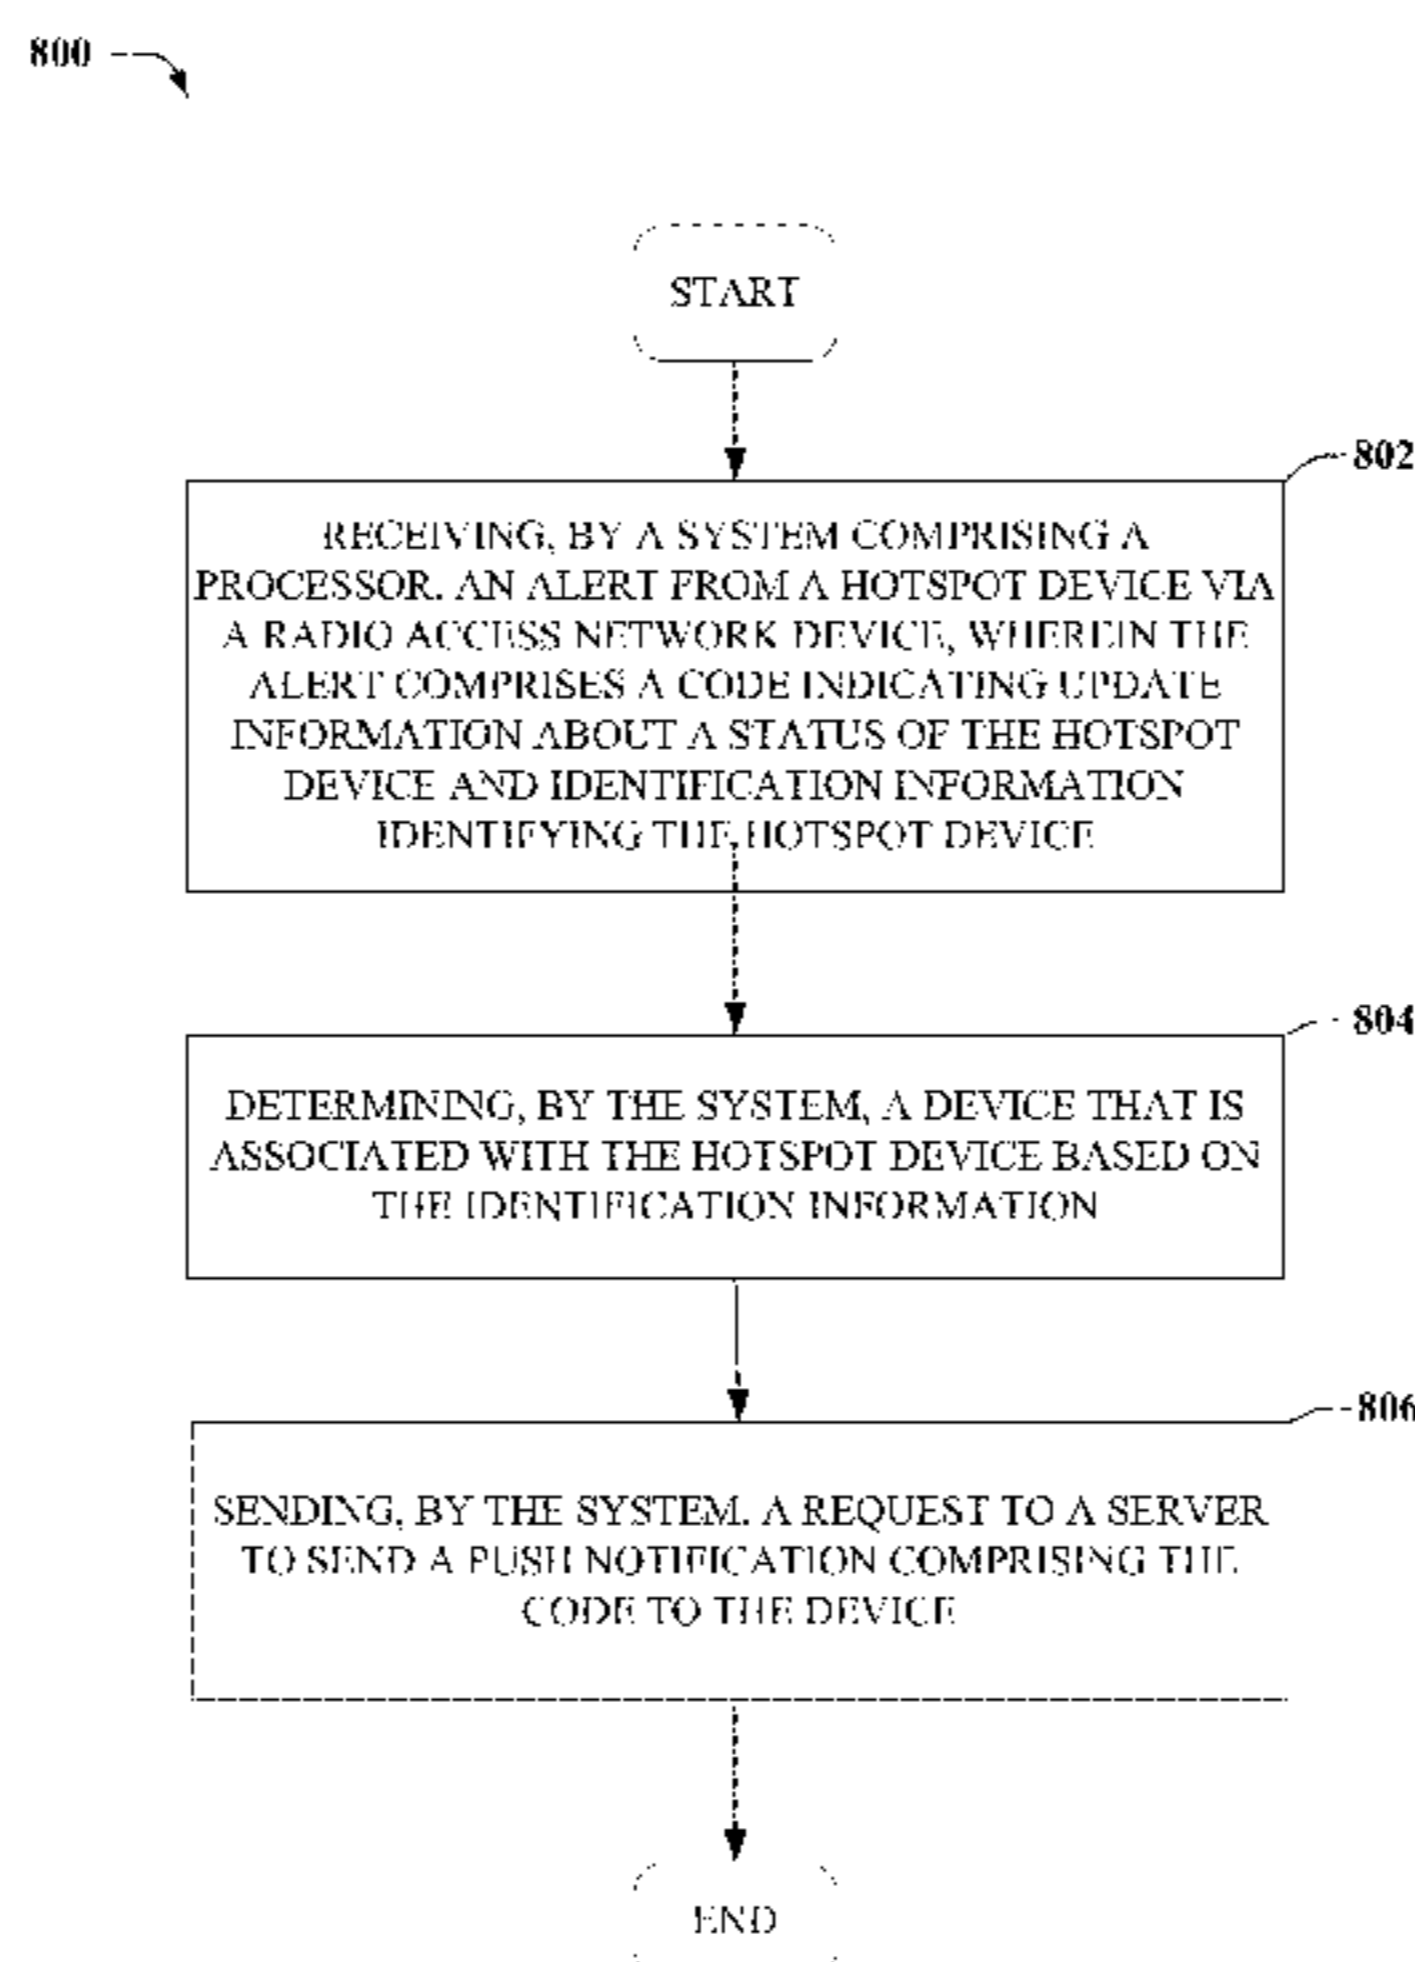 800
START
802
RECEIVING, BY A SYSTEM COMPRISING A
PROCESSOR, AN ALERT FROM A HOTSPOT DEVICE VIA
A RADIO ACCESS NETWORK DEVICE, WHEREIN THE
ALERT COMPRISES A CODE INDICATING UPDATE
INFORMATION ABOUT A STATUS OF THE HOTSPOT
DEVICE AND IDENTIFICATION INFORMATION
IDENTIFYING THE HOTSPOT DEVICE
804
DETERMINING, BY THE SYSTEM, A DEVICE THAT IS
ASSOCIATED WITH THE HOTSPOT DEVICE BASED ON
THE IDENTIFICATION INFORMATION
806
SENDING, BY THE SYSTEM, A REQUEST TO A SERVER
TO SEND A PUSH NOTIFICATION COMPRISING THE
CODE TO THE DEVICE
END